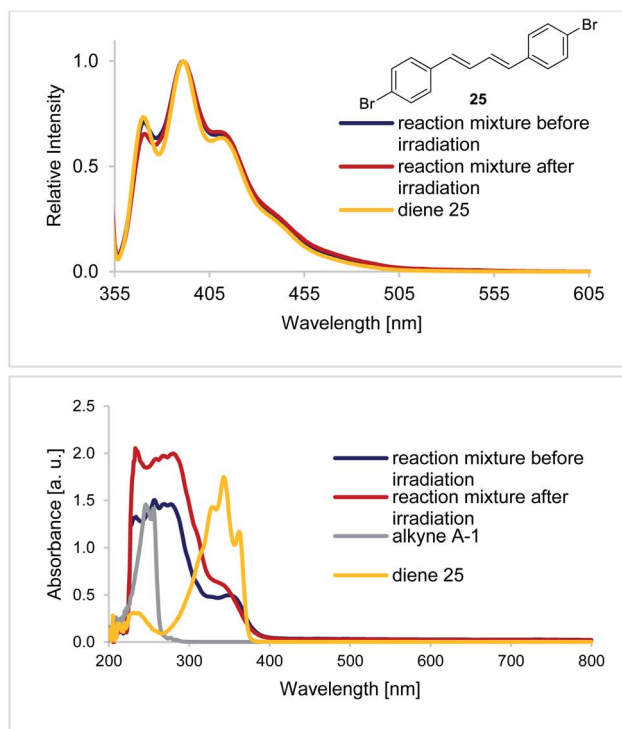 Br
Br
25
reaction mixture before
irradiation
reaction mixture after
irradiation
diene 25
Relative Intensity
1.0
0.5
0.0
355 405 455 505 555 605
Wavelength [nm]
Absorbance [a. u.]
2.5
2.0
1.5
1.0
0.5
0.0
reaction mixture before
irradiation
reaction mixture after
irradiation
alkyne A-1
diene 25
200 300 400 500 600 700 800
Wavelength [nm]